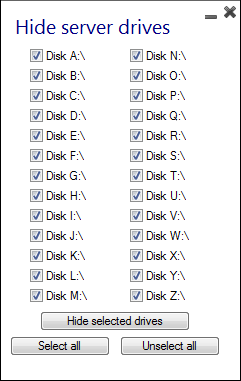 Hide server drives
Disk A:\ Disk N:\
Disk B:\ Disk O:\
Disk C:\ Disk P:\
Disk D:\ Disk Q:\
Disk E:\ Disk R:\
Disk F:\ Disk S:\
Disk G:\ Disk T:\
Disk H:\ Disk U:\
Disk I:\ Disk V:\
Disk J:\ Disk W:\
Disk K:\ Disk X:\
Disk L:\ Disk Y:\
Disk M:\ Disk Z:\
Hide selected drives
Select all Unselect all